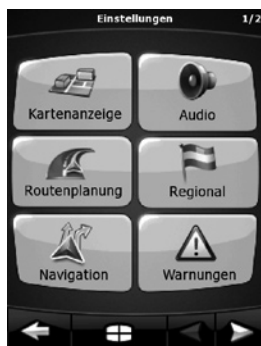 Einstellungen 1/2
Kartenanzeige Audio
Routenplanung Regional
Navigation Warnungen